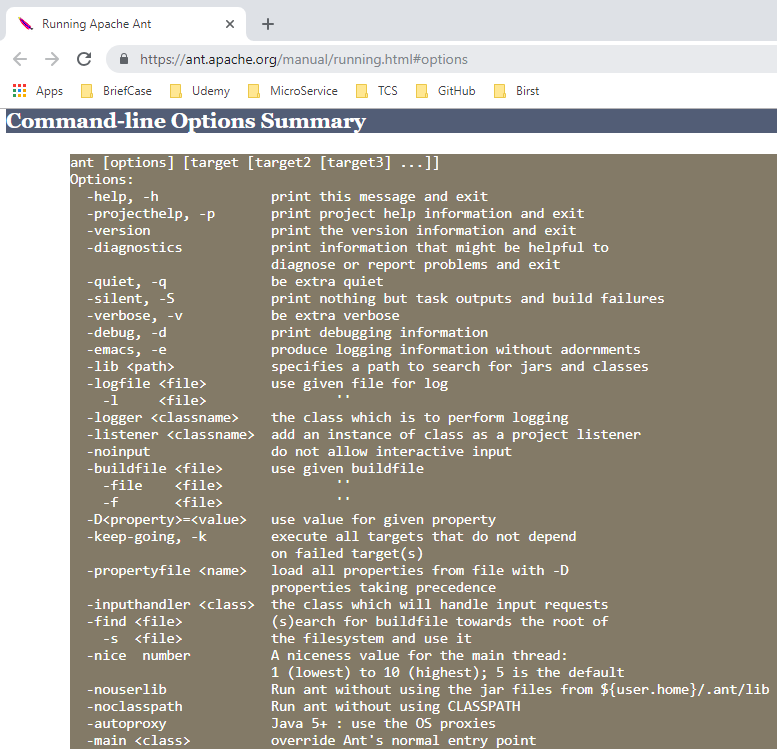 Running Apache Ant
https://ant.apache.org/manual/running.html#options
Apps BriefCase Udemy MicroService TCS GitHub Birst
Command-line Options Summary
ant [options] [target [target2 [target3] ...]]
Options:
-help, -h print this message and exit
-projecthelp, -p print project help information and exit
-version print the version information and exit
-diagnostics print information that might be helpful to
diagnose or report problems and exit
-quiet, -q be extra quiet
-silent, -S print nothing but task outputs and build failures
-verbose, -v be extra verbose
-debug, -d print debugging information
-emacs, -e produce logging information without adornments
-lib <path> specifies a path to search for jars and classes
-logfile <file> use given file for log
-l <file> ''
-logger <classname> the class which is to perform logging
-listener <classname> add an instance of class as a project listener
-noinput do not allow interactive input
-buildfile <file> use given buildfile
-file <file> ''
-f <file> ''
-D<property>=<value> use value for given property
-keep-going, -k execute all targets that do not depend
on failed target(s)
-propertyfile <name> load all properties from file with -D
properties taking precedence
-inputhandler <class> the class which will handle input requests
-find <file> (s)earch for buildfile towards the root of
-s <file> the filesystem and use it
-nice number A niceness value for the main thread:
1 (lowest) to 10 (highest); 5 is the default
-nouserlib Run ant without using the jar files from ${user.home}/.ant/lib
-noclasspath Run ant without using CLASSPATH
-autoproxy Java 5+ : use the OS proxies
-main <class> override Ant's normal entry point